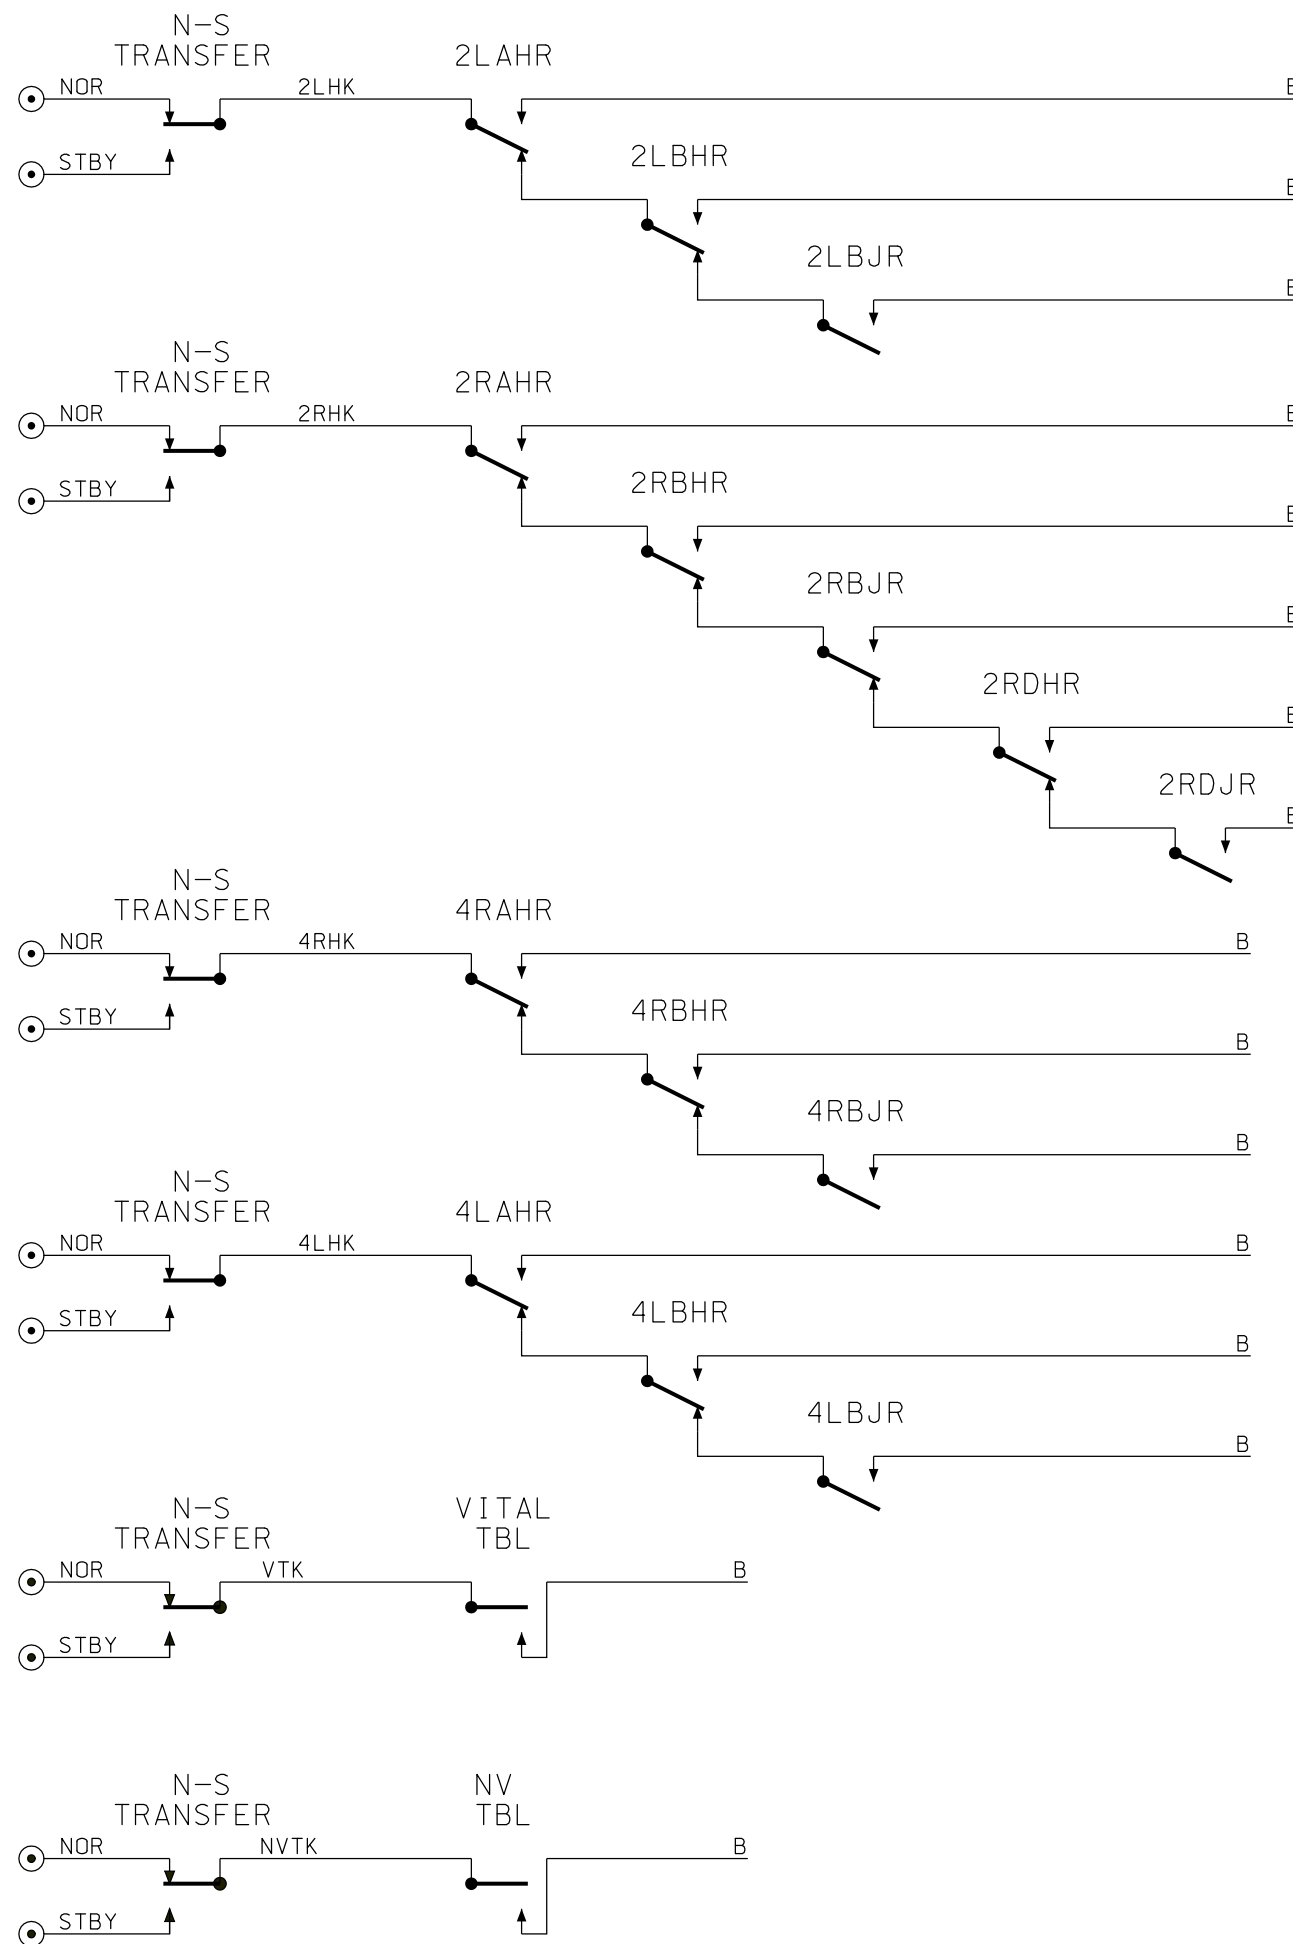 N-S
TRANSFER
2LAHR
NOR
2LHK
STBY
2LBHR
2LBJR
N-S
TRANSFER
2RAHR
NOR
2RHK
STBY
2RBHR
2RBJR
2RDHR
2RDJR
N-S
TRANSFER
4RAHR
NOR
4RHK
B
STBY
4RBHR
B
4RBJR
B
N-S
TRANSFER
4LAHR
NOR
4LHK
B
STBY
4LBHR
B
4LBJR
B
N-S
TRANSFER
VITAL
TBL
NOR
VTK
B
STBY
N-S
TRANSFER
NV
TBL
NOR
NVTK
B
STBY